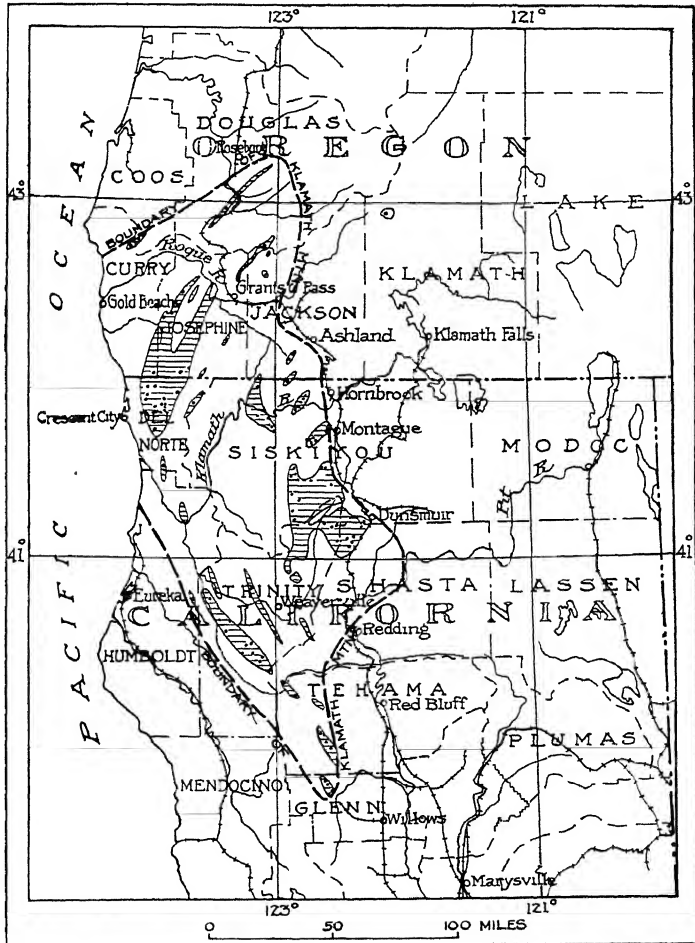 123°
121°
DOUGLAS
OREGON
Roseburg
COOS
43°
43°
BOUNDARY
KLAMATH
LAKE
Rogue
R.
CURRY
KLAMATH
Gold Beach
Grants Pass
JACKSON
JOSEPHINE
Ashland
Klamath Falls
Hornbrook
Crescent City
DEL
NORTE
Klamath
R
Montague
SISKIYOU
MODOC
Pit
R
Dunsmuir
41°
41°
TRINITY
SHASTA
LASSEN
Weaverville
Eureka
CALIFORNIA
Redding
HUMBOLDT
BOUNDARY
OF
KLAMATH
MTS
TEHAMA
Red Bluff
PLUMAS
MENDOCINO
GLENN
Willows
Marysville
PACIFIC OCEAN
123°
121°
0 50 100 MILES